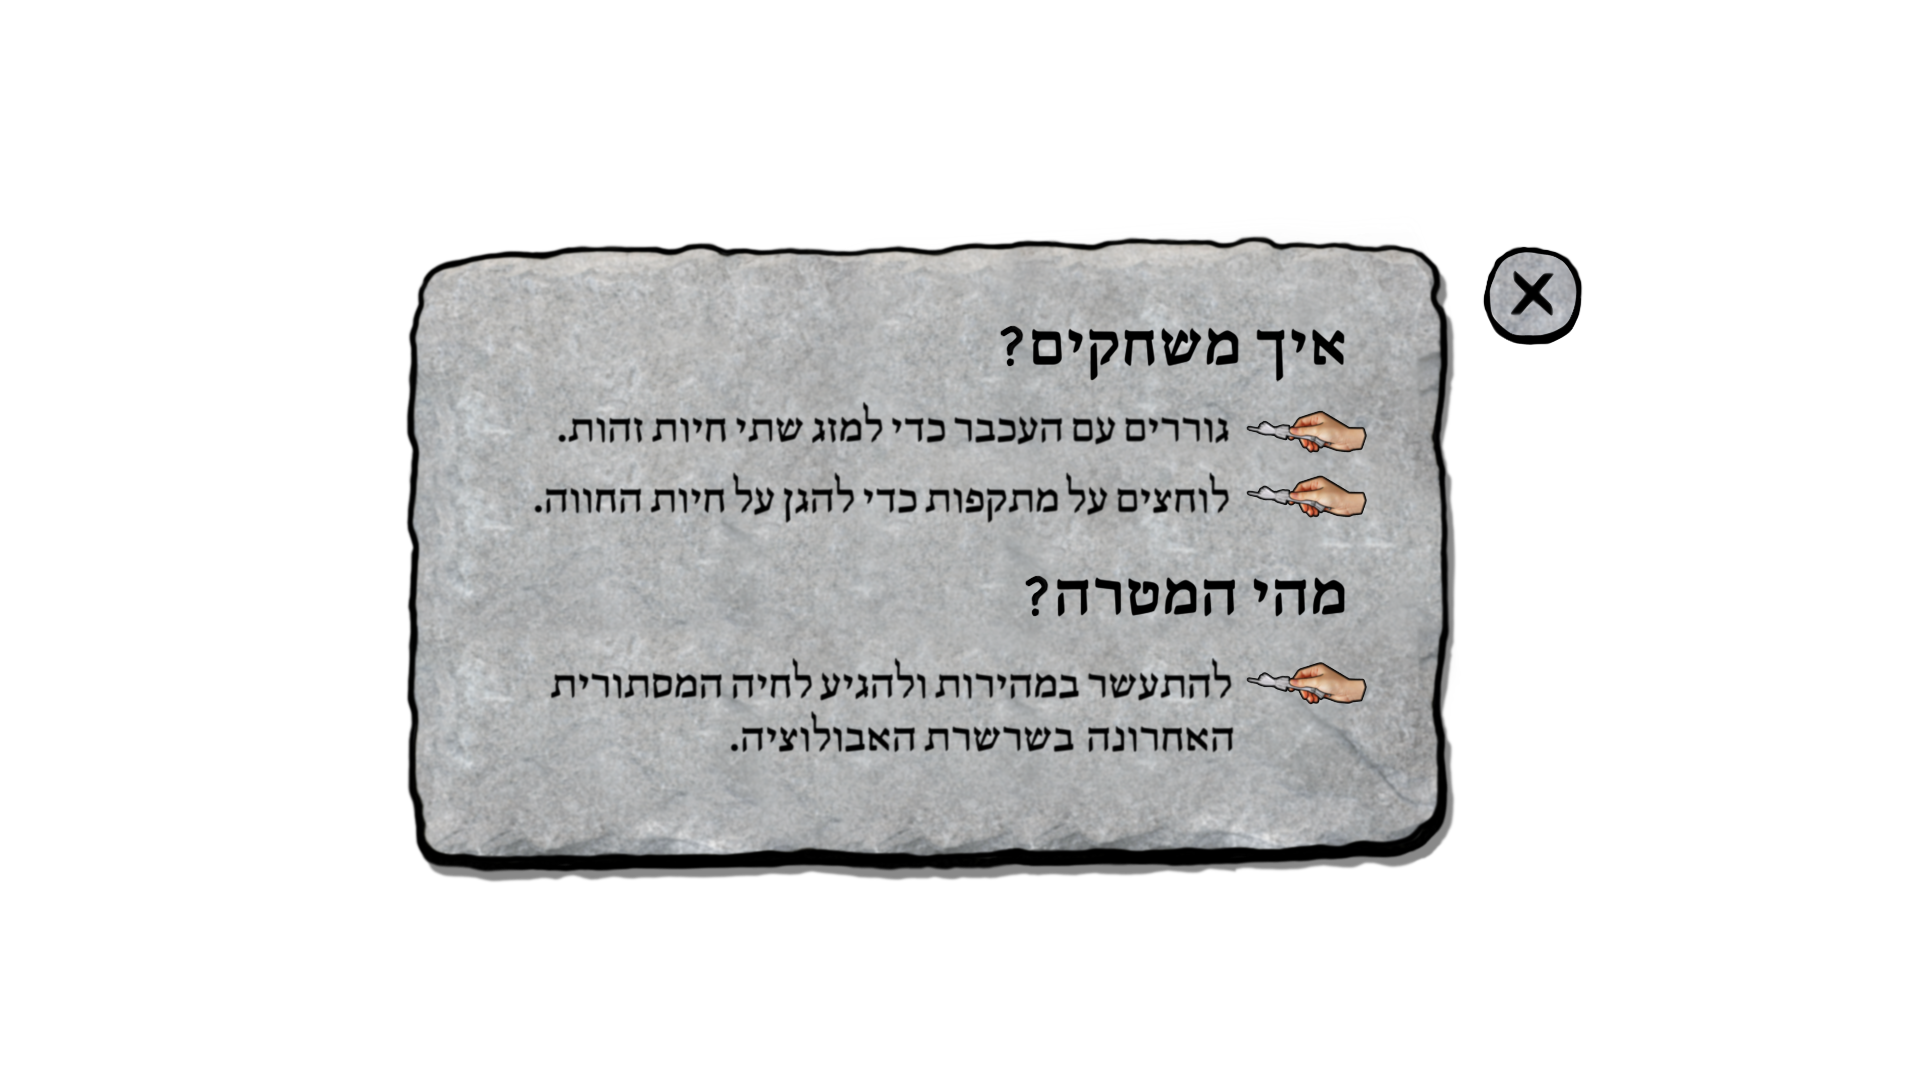 איך משחקים?
גוררים עם העכבר כדי למזג שתי חיות זהות.
לוחצים על מתקפות כדי להגן על חיות החווה.
מהי המטרה?
להתעשר במהירות ולהגיע לחיה המסתורית
האחרונה בשרשרת האבולוציה.